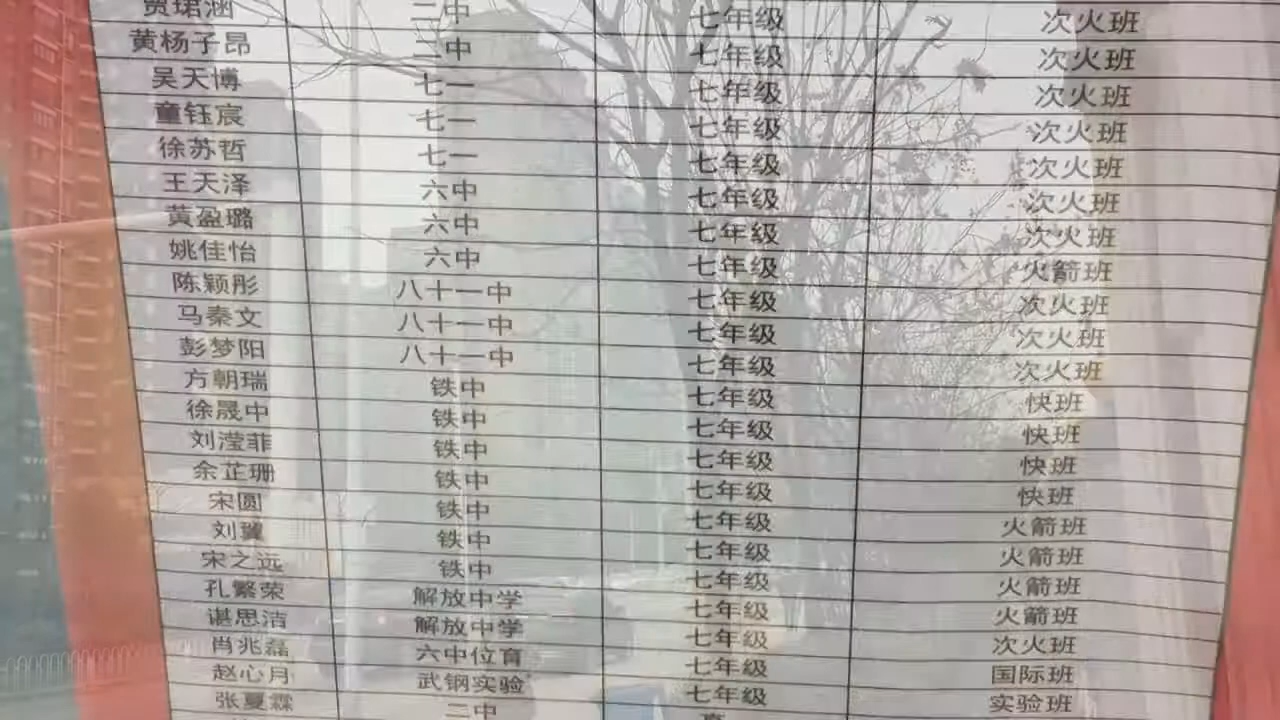 贾珺涵 二中 七年级 次火班
黄杨子昂 二中 七年级 次火班
吴天博 七一 七年级 次火班
童钰宸 七一 七年级 次火班
徐苏哲 七一 七年级 次火班
王天泽 六中 七年级 次火班
黄盈璐 六中 七年级 次火班
姚佳怡 六中 七年级 火箭班
陈颖彤 八十一中 七年级 次火班
马秦文 八十一中 七年级 次火班
彭梦阳 八十一中 七年级 次火班
方朝瑞 铁中 七年级 快班
徐晟中 铁中 七年级 快班
刘滢菲 铁中 七年级 快班
余芷珊 铁中 七年级 快班
宋圆 铁中 七年级 火箭班
刘翼 铁中 七年级 火箭班
宋之远 铁中 七年级 火箭班
孔繁荣 解放中学 七年级 火箭班
谌思洁 解放中学 七年级 次火班
肖兆磊 六中位育 七年级 国际班
赵心月 武钢实验 七年级 实验班
张夏霖 二中